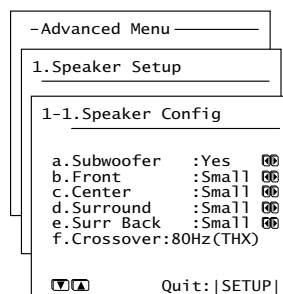 -Advanced Menu
1.Speaker Setup
1-1.Speaker Config
a.Subwoofer :Yes
b.Front :Small
c.Center :Small
d.Surround :Small
e.Surr Back :Small
f.Crossover:80Hz(THX)
Quit:|SETUP|